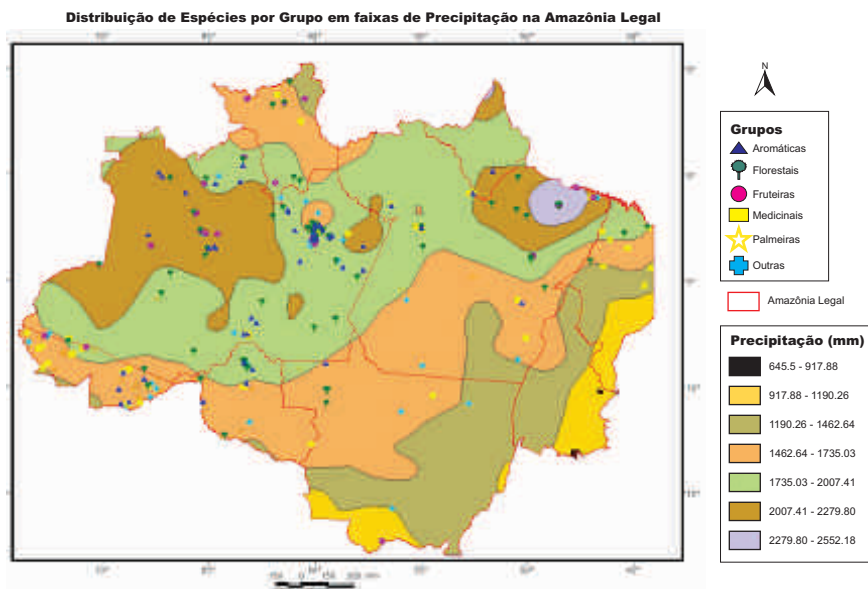 Distribuição de Espécies por Grupo em faixas de Precipitação na Amazônia Legal
N
Grupos
Aromáticas
Florestais
Fruteiras
Medicinais
Palmeiras
Outras
Amazônia Legal
Precipitação (mm)
645.5 - 917.88
917.88 - 1190.26
1190.26 - 1462.64
1462.64 - 1735.03
1735.03 - 2007.41
2007.41 - 2279.80
2279.80 - 2552.18